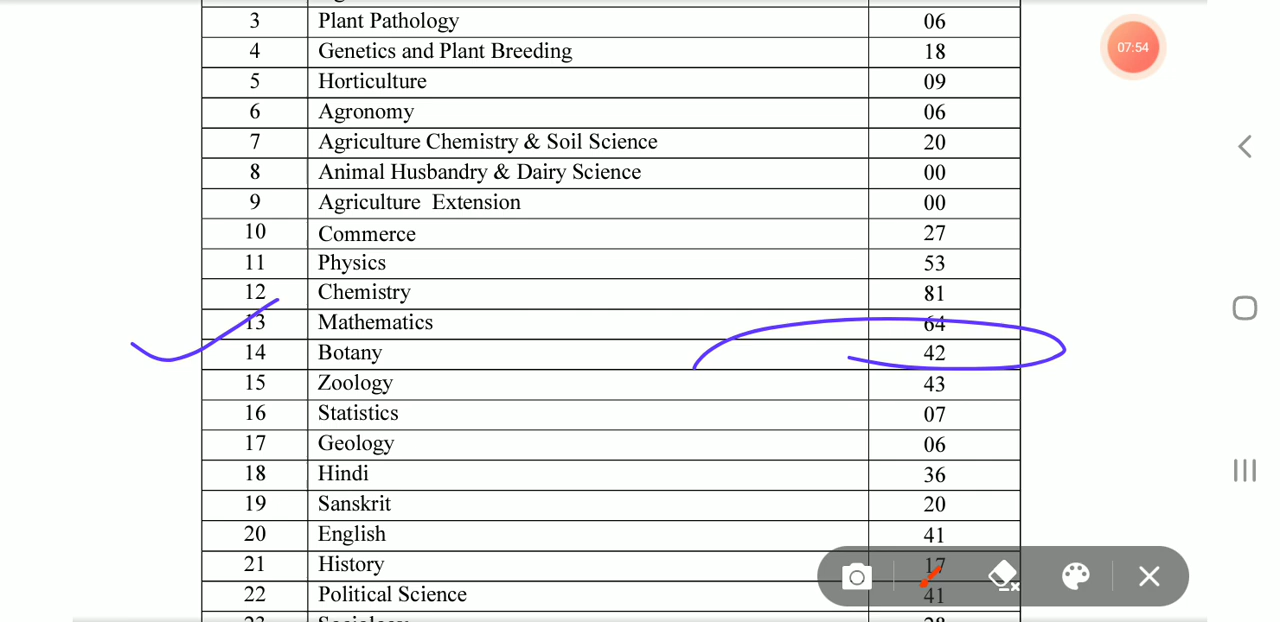 3 Plant Pathology 06
4 Genetics and Plant Breeding 18
5 Horticulture 09
6 Agronomy 06
7 Agriculture Chemistry & Soil Science 20
8 Animal Husbandry & Dairy Science 00
9 Agriculture Extension 00
10 Commerce 27
11 Physics 53
12 Chemistry 81
13 Mathematics 64
14 Botany 42
15 Zoology 43
16 Statistics 07
17 Geology 06
18 Hindi 36
19 Sanskrit 20
20 English 41
21 History 17
22 Political Science 41
07:54